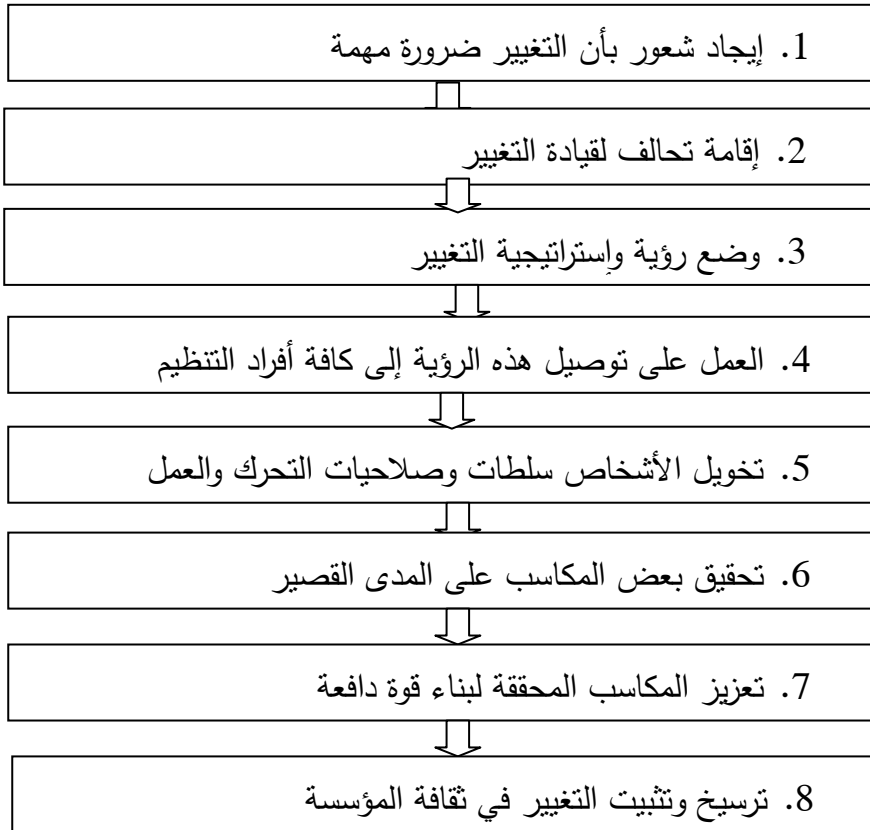 1. إيجاد شعور بأن التغيير ضرورة مهمة
2. إقامة تحالف لقيادة التغيير
3. وضع رؤية وإستراتيجية التغيير
4. العمل على توصيل هذه الرؤية إلى كافة أفراد التنظيم
5. تخويل الأشخاص سلطات وصلاحيات التحرك والعمل
6. تحقيق بعض المكاسب على المدى القصير
7. تعزيز المكاسب المحققة لبناء قوة دافعة
8. ترسيخ وتثبيت التغيير في ثقافة المؤسسة